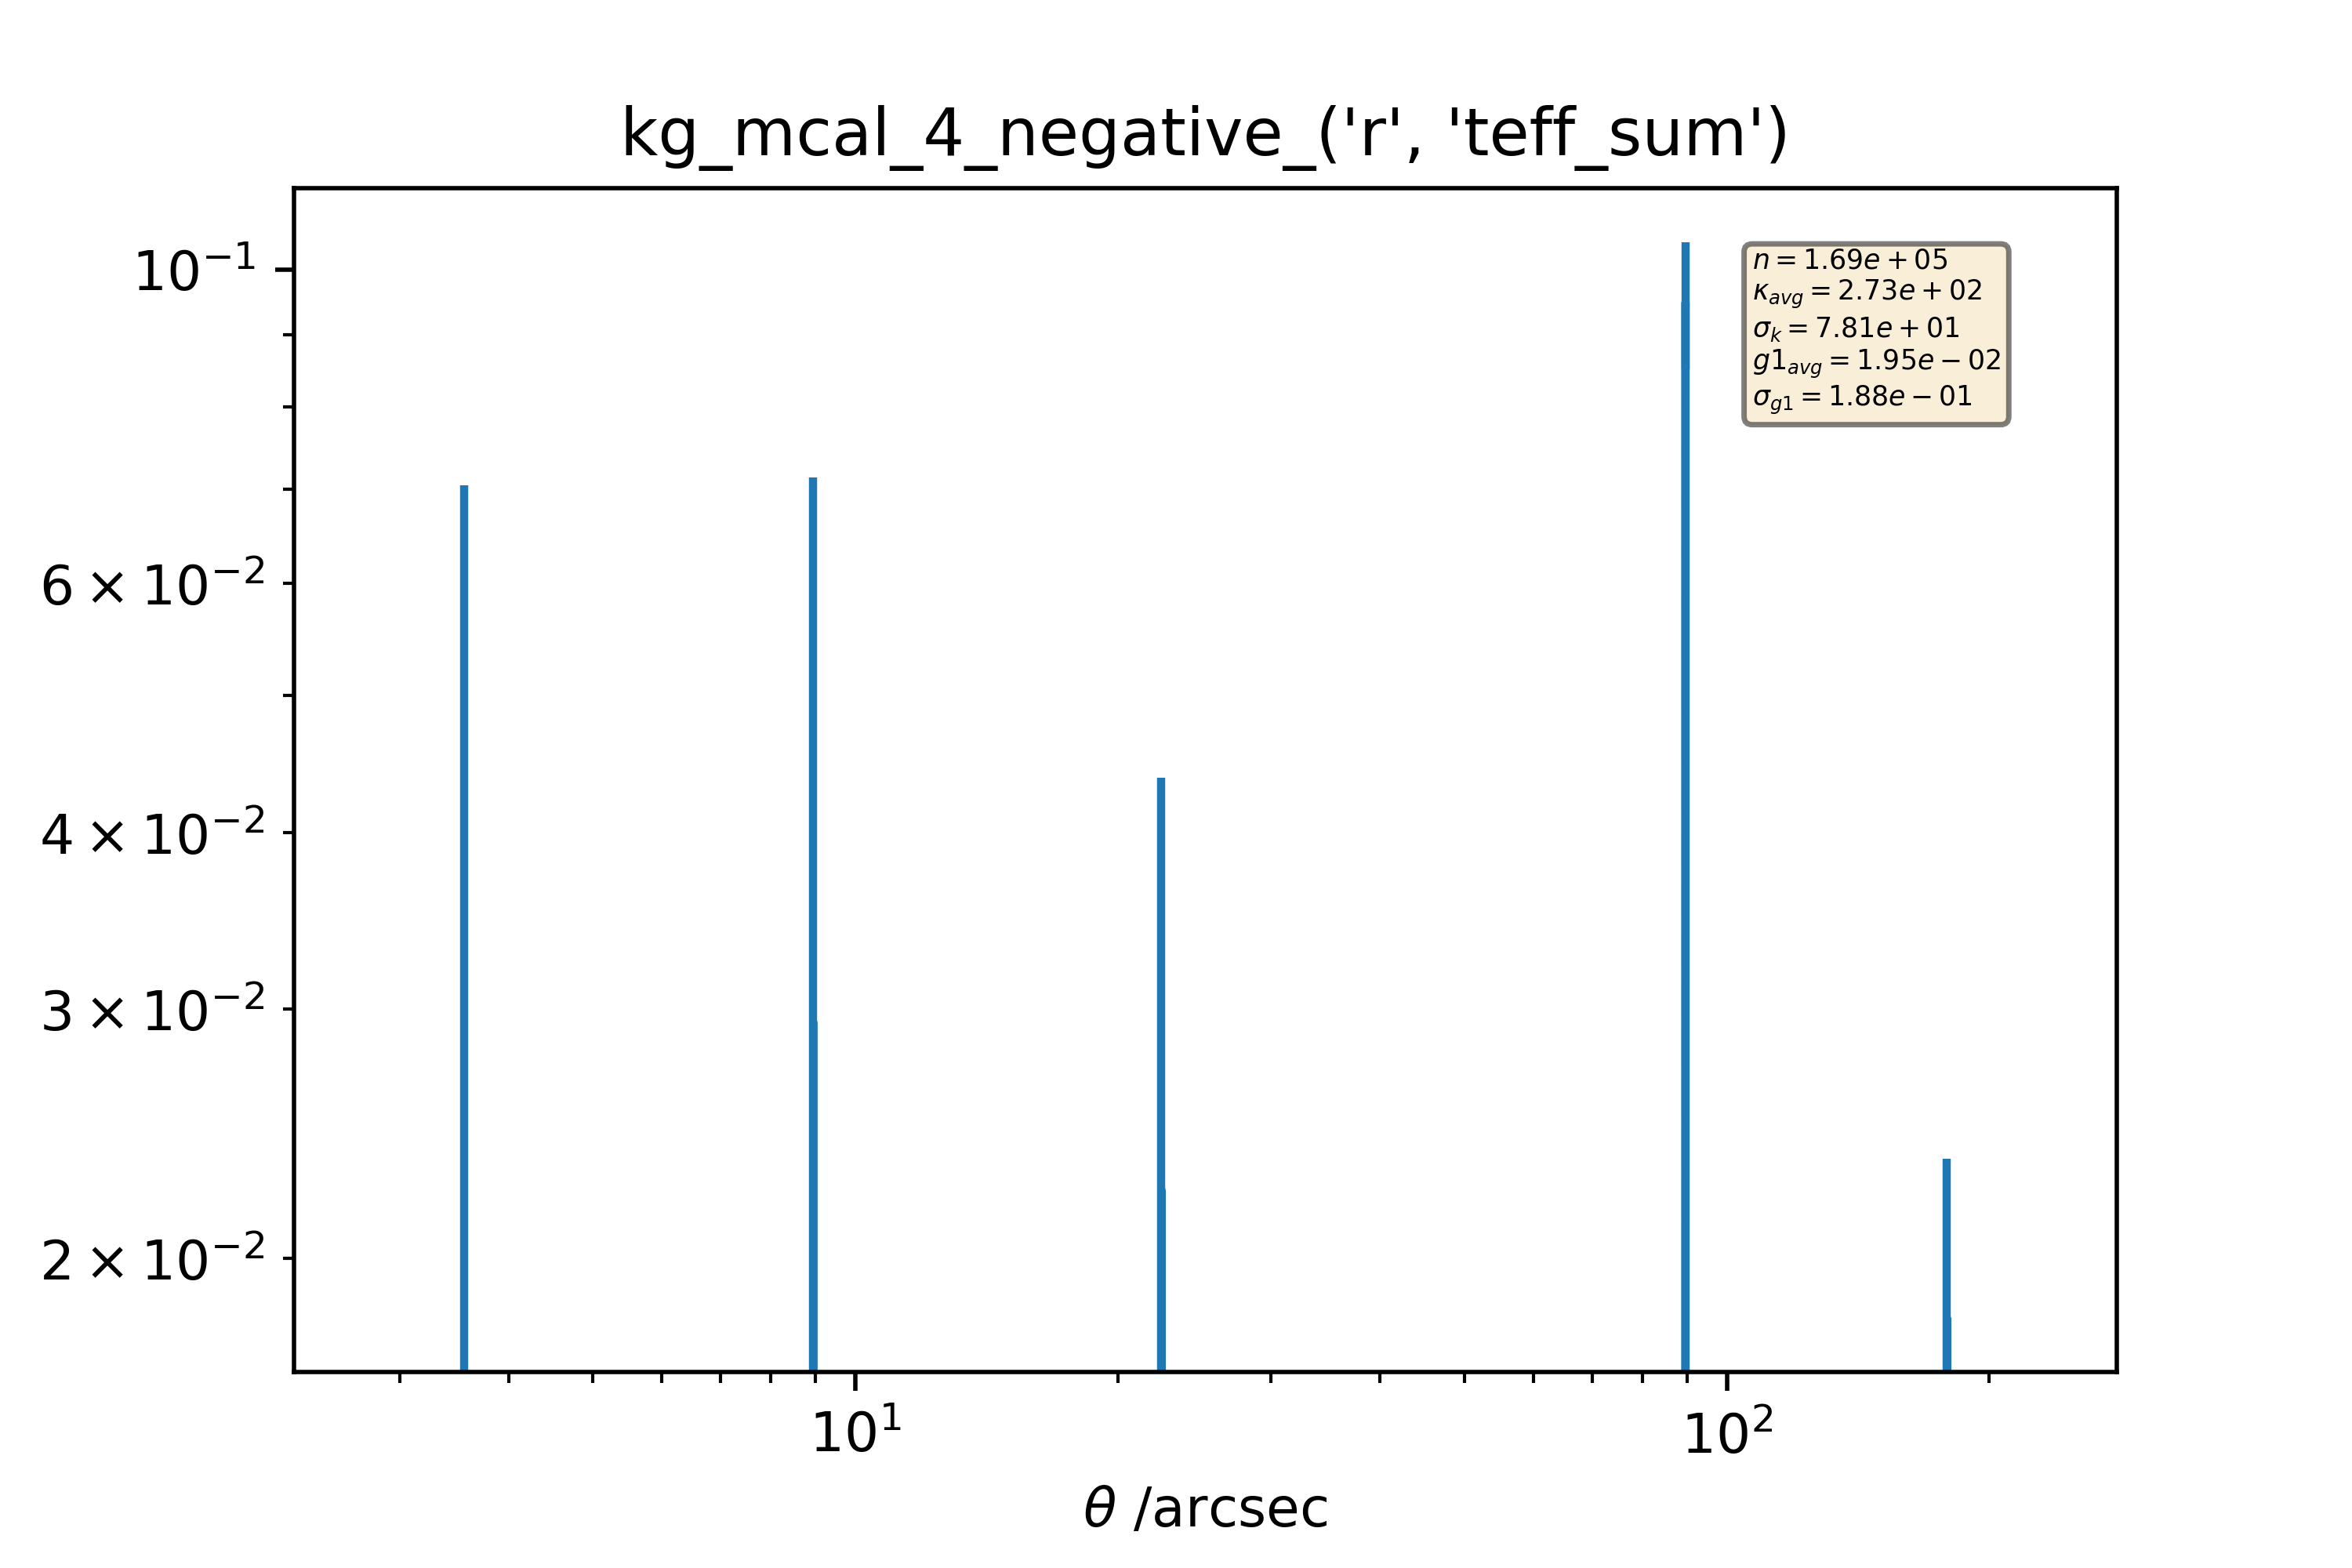 kg_mcal_4_negative_('r', 'teff_sum')
10⁻¹
6 × 10⁻²
4 × 10⁻²
3 × 10⁻²
2 × 10⁻²
n = 1.69e + 05
κ_avg = 2.73e + 02
σ_k = 7.81e + 01
g1_avg = 1.95e − 02
σ_g1 = 1.88e − 01
10¹ 10²
θ /arcsec